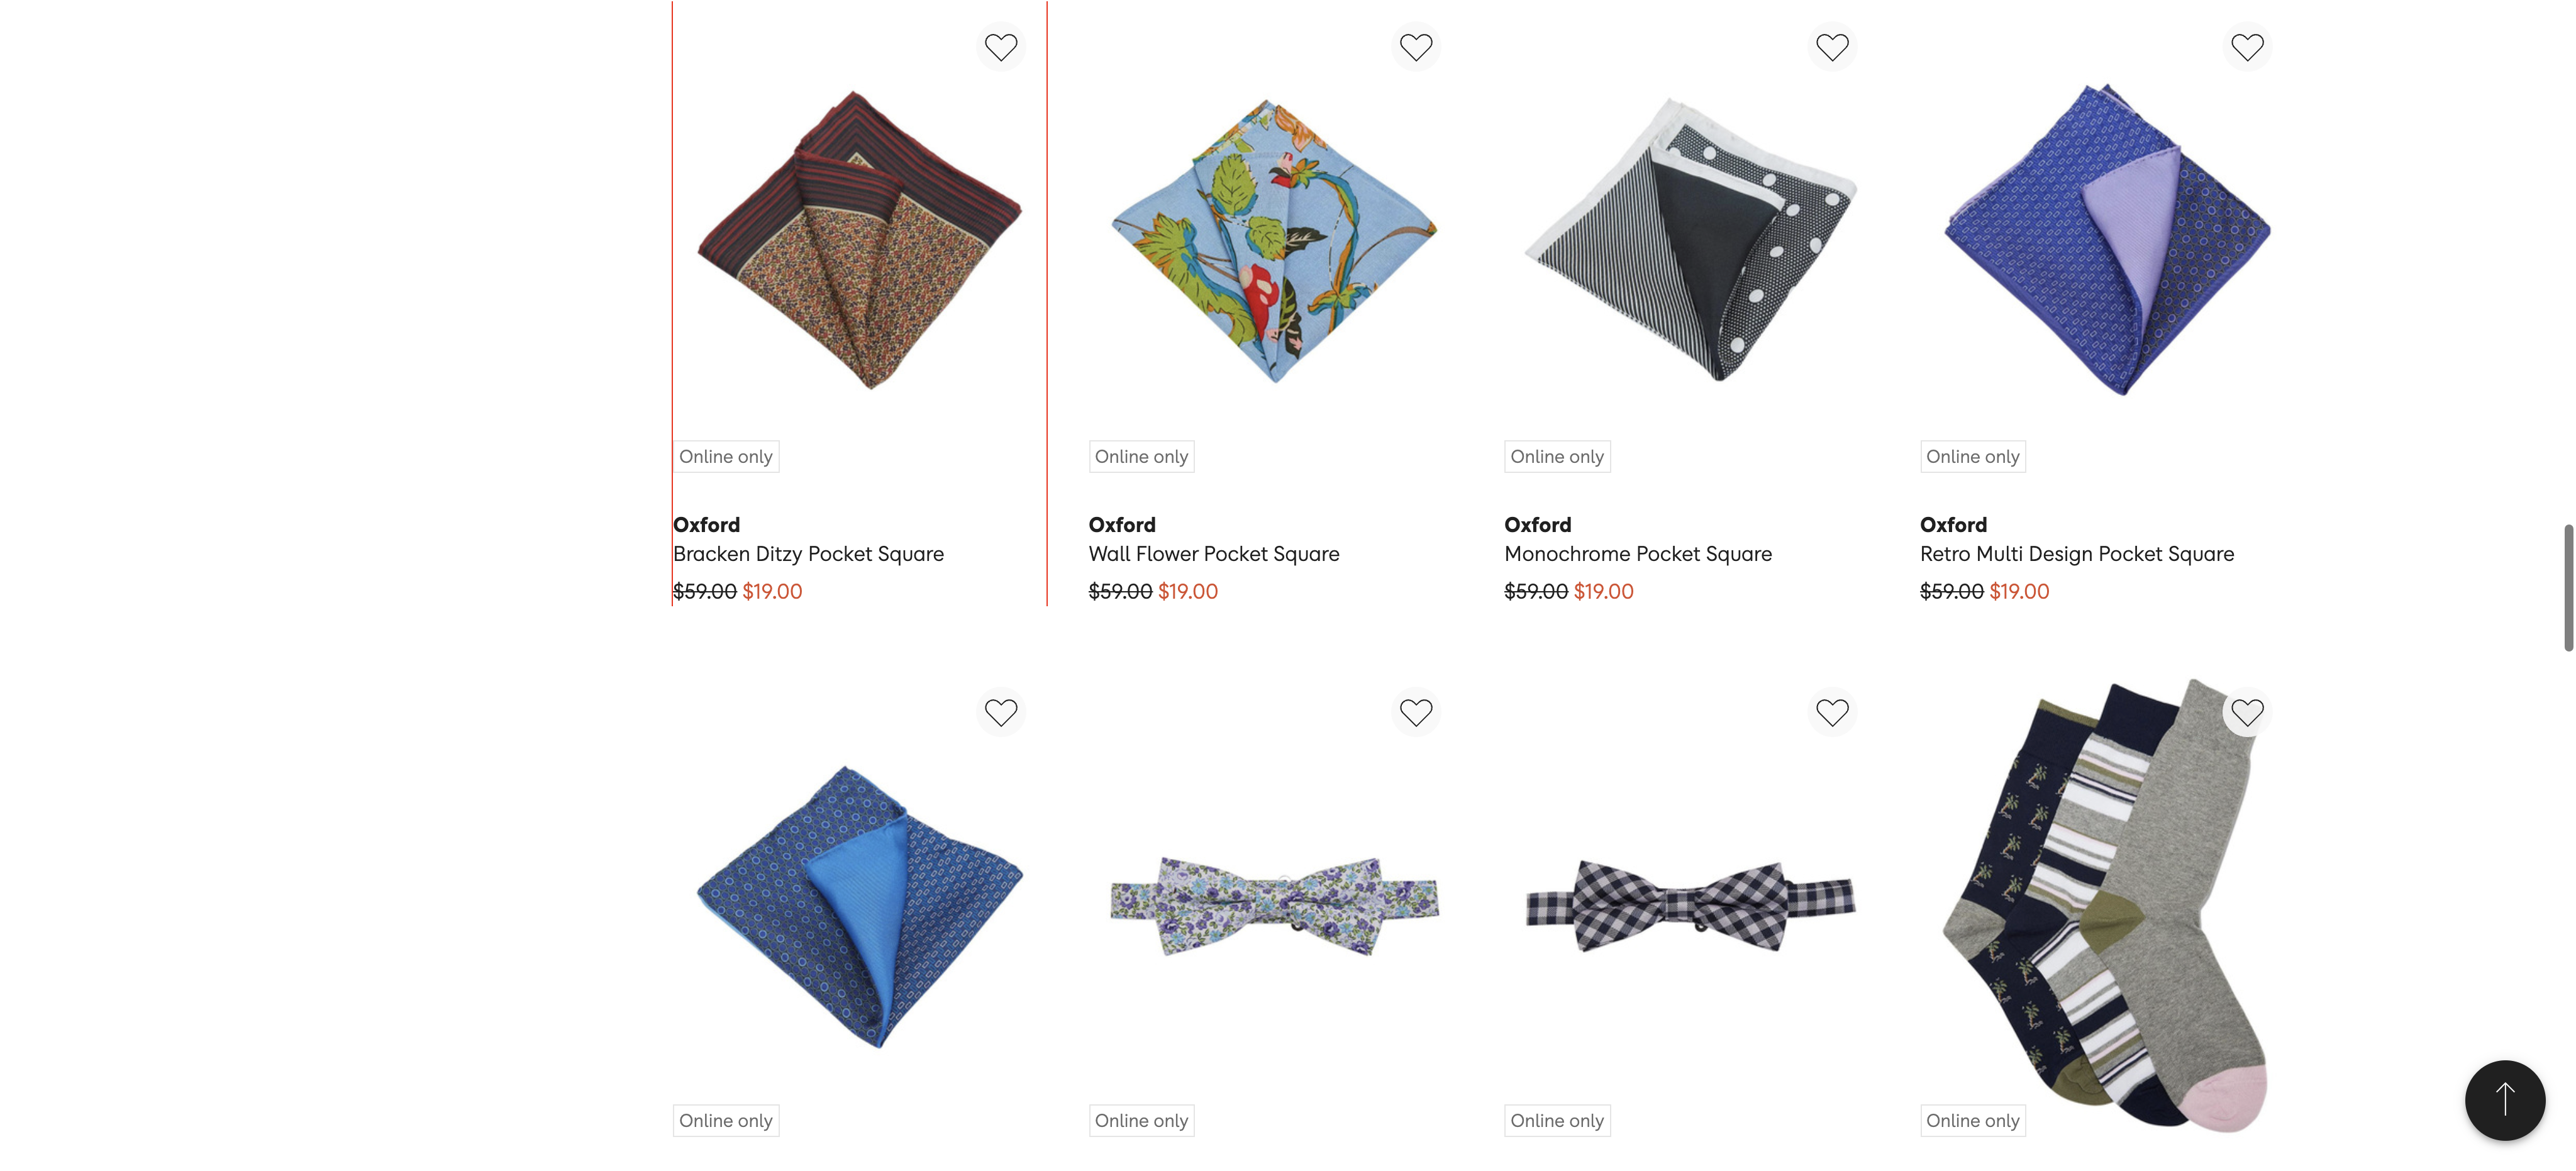 Online only
Online only
Online only
Online only
Oxford
Bracken Ditzy Pocket Square
$59.00 $19.00
Oxford
Wall Flower Pocket Square
$59.00 $19.00
Oxford
Monochrome Pocket Square
$59.00 $19.00
Oxford
Retro Multi Design Pocket Square
$59.00 $19.00
Online only
Online only
Online only
Online only